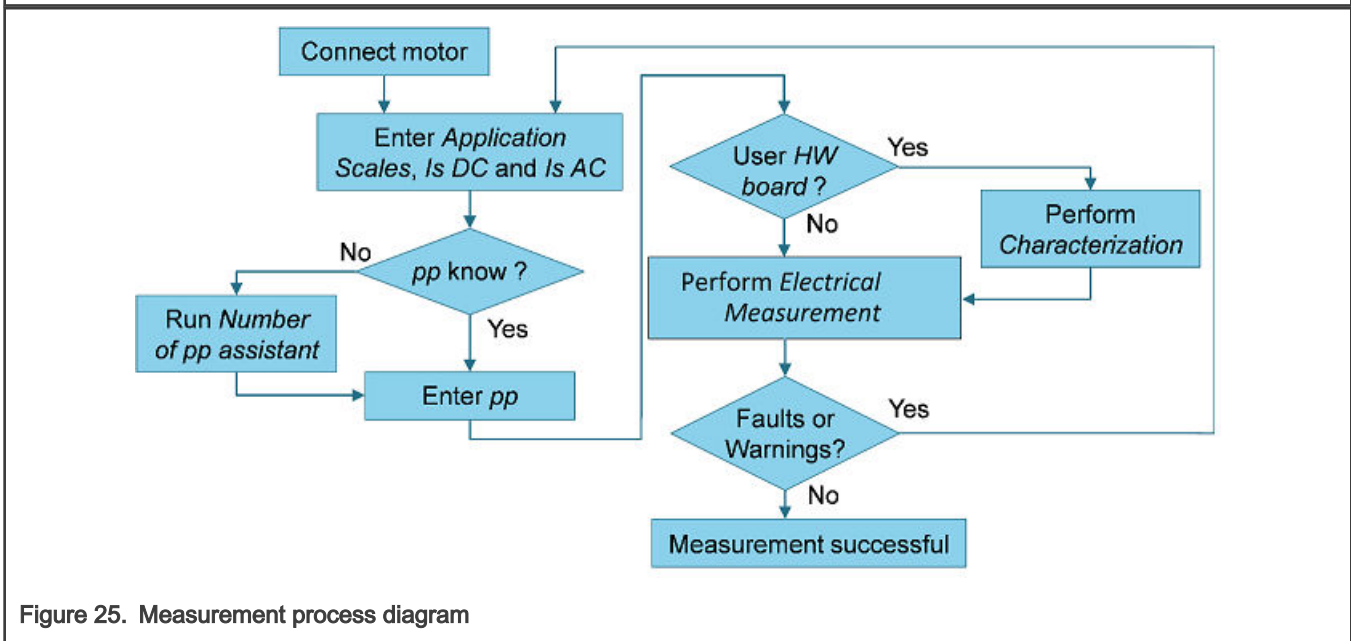 Connect motor
Enter Application
Scales, Is DC and Is AC
No
pp know ?
Yes
Run Number
of pp assistant
Enter pp
User HW
board ?
Yes
No
Perform
Characterization
Perform Electrical
Measurement
Faults or
Warnings?
Yes
No
Measurement successful
Figure 25. Measurement process diagram